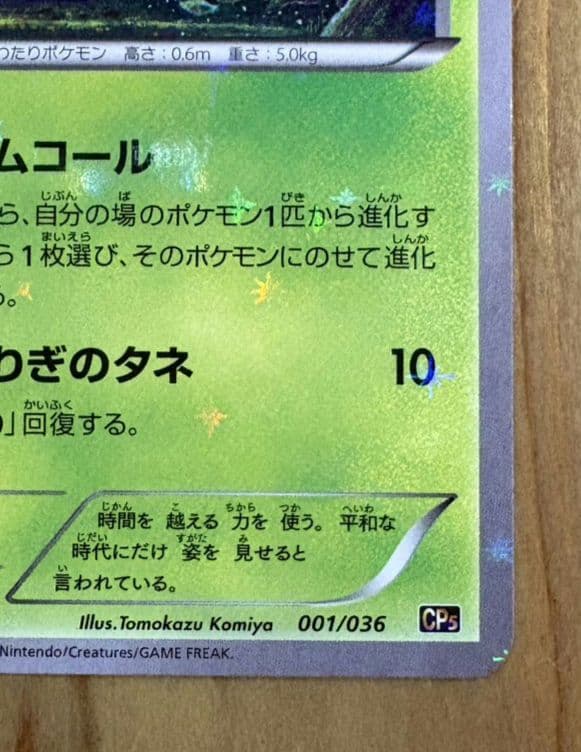 わたりポケモン 高さ：0.6m 重さ：5.0kg
ムコール
ら、自分の場のポケモン1匹から進化す
ら1枚選び、そのポケモンにのせて進化
る。
りぎのタネ 10
」回復する。
時間を 越える 力を 使う。 平和な
時代にだけ 姿を 見せると
言われている。
Illus.Tomokazu Komiya 001/036 CP5
Nintendo/Creatures/GAME FREAK.